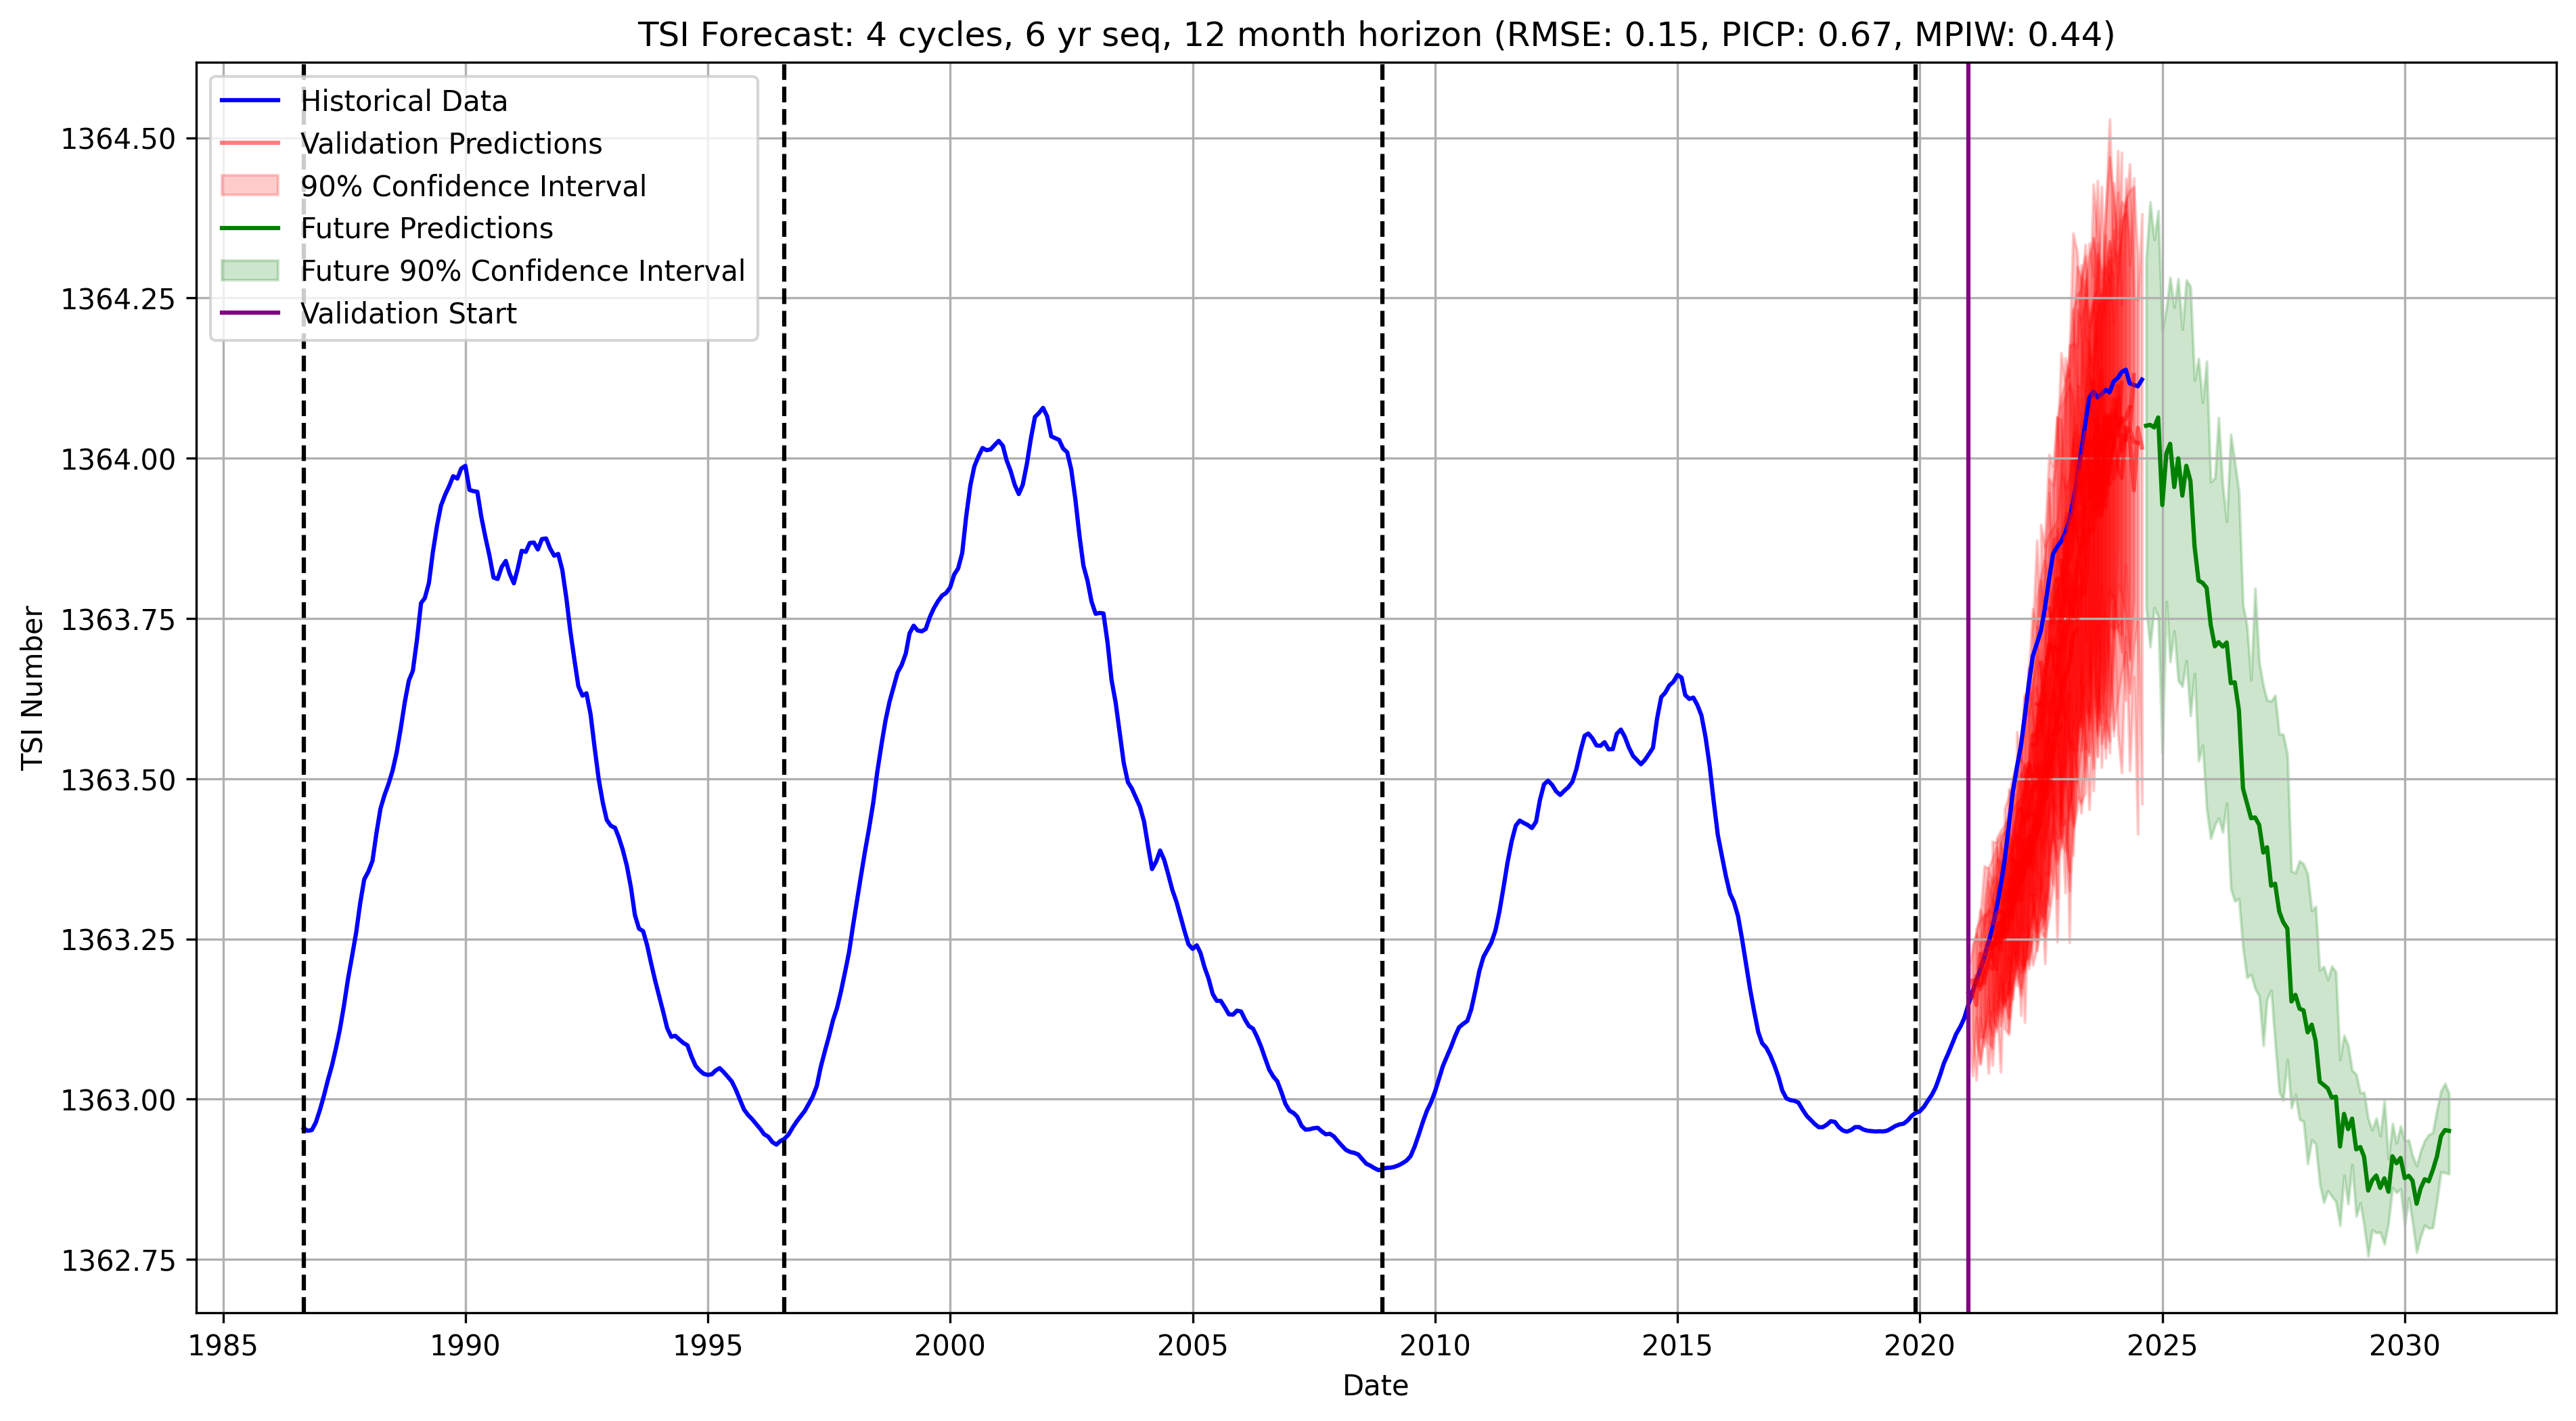 TSI Forecast: 4 cycles, 6 yr seq, 12 month horizon (RMSE: 0.15, PICP: 0.67, MPIW: 0.44)
Historical Data
Validation Predictions
90% Confidence Interval
Future Predictions
Future 90% Confidence Interval
Validation Start
TSI Number
1364.50
1364.25
1364.00
1363.75
1363.50
1363.25
1363.00
1362.75
1985 1990 1995 2000 2005 2010 2015 2020 2025 2030
Date